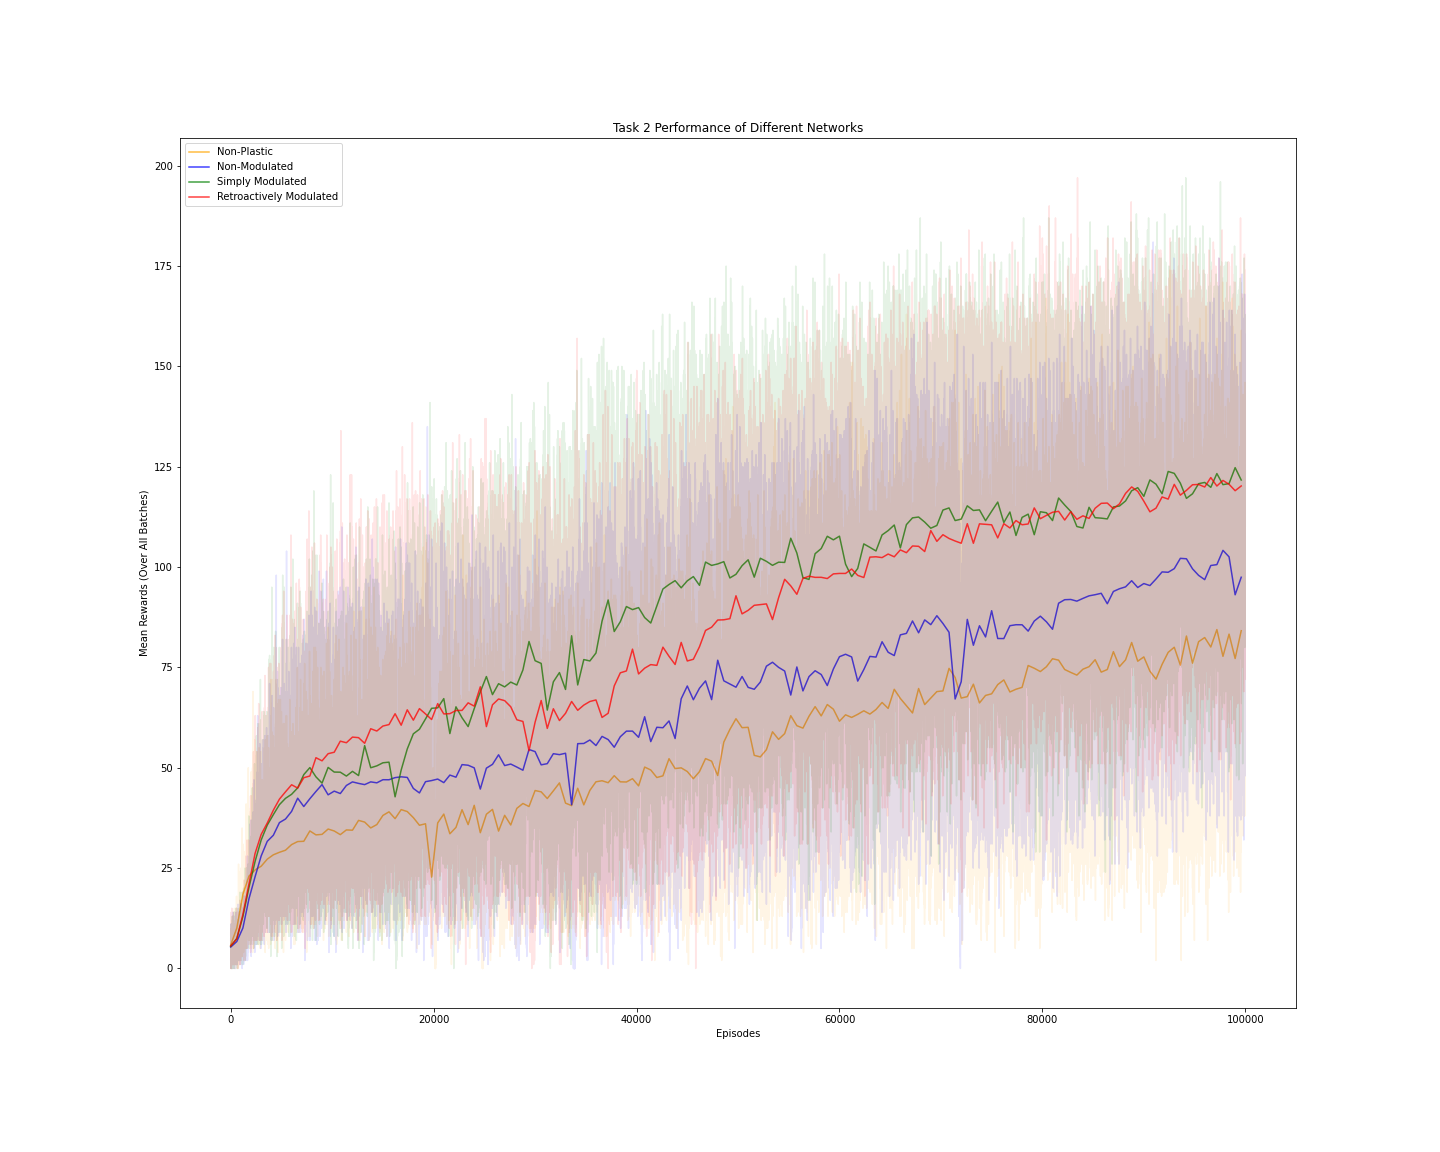 Task 2 Performance of Different Networks
Non-Plastic
Non-Modulated
Simply Modulated
Retroactively Modulated
200
175
150
125
100
75
50
25
0
Mean Rewards (Over All Batches)
0
20000
40000
60000
80000
100000
Episodes